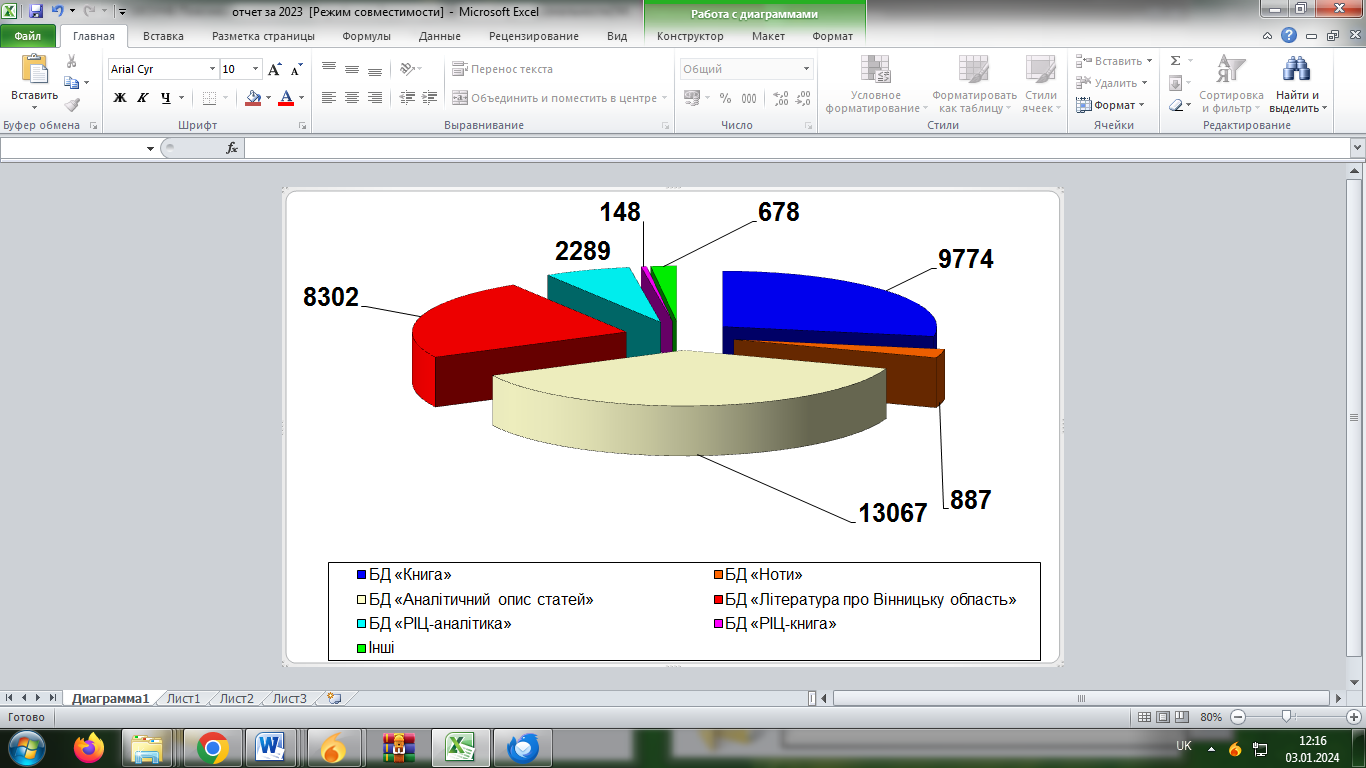 отчет за 2023 [Режим совместимости] - Microsoft Excel
Работа с диаграммами
Файл Главная Вставка Разметка страницы Формулы Данные Рецензирование Вид Конструктор Макет Формат
Arial Cyr 10 Перенос текста Общий Вставить
Вставить Условное форматирование Форматировать как таблицу Стили ячеек Удалить Сортировка и фильтр Найти и выделить
Ж К Ч Объединить и поместить в центре % 000 Формат
Буфер обмена Шрифт Выравнивание Число Стили Ячейки Редактирование
fx
148 678
2289 9774
8302
13067 887
БД «Книга» БД «Ноти»
БД «Аналітичний опис статей» БД «Література про Вінницьку область»
БД «РІЦ-аналітика» БД «РІЦ-книга»
Інші
Диаграмма1 Лист1 Лист2 Лист3
Готово 80%
UK 12:16
03.01.2024